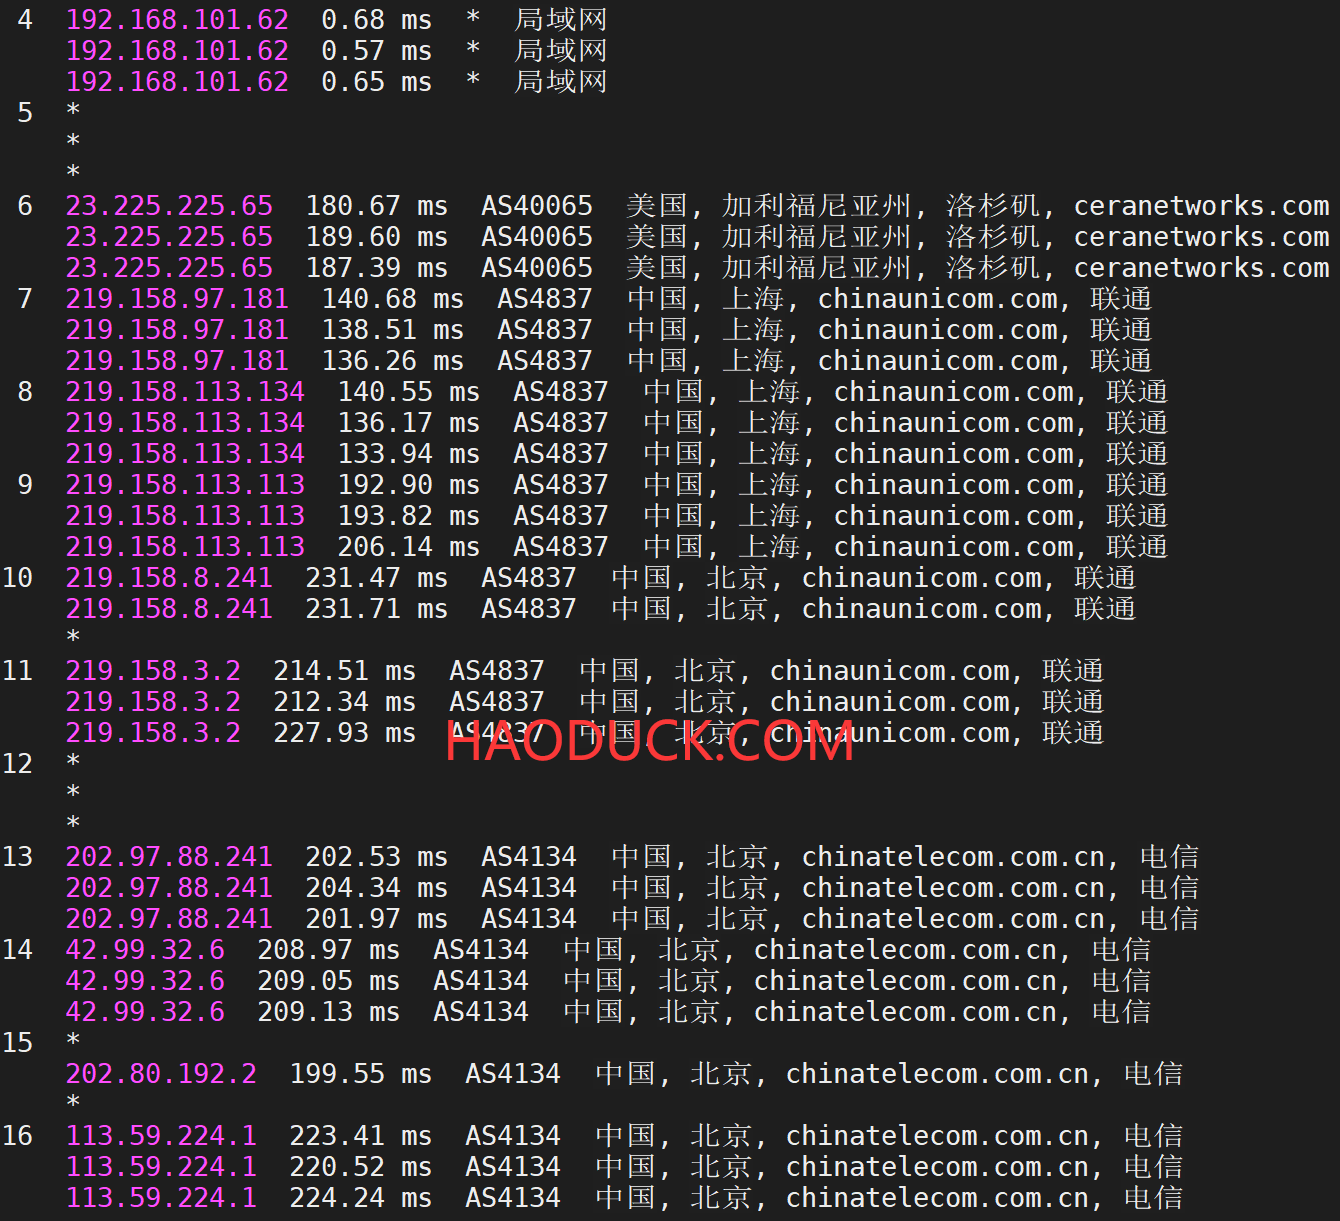 4 192.168.101.62 0.68 ms * 局域网
192.168.101.62 0.57 ms * 局域网
192.168.101.62 0.65 ms * 局域网
5 *
*
*
6 23.225.225.65 180.67 ms AS40065 美国, 加利福尼亚州, 洛杉矶, ceranetworks.com
23.225.225.65 189.60 ms AS40065 美国, 加利福尼亚州, 洛杉矶, ceranetworks.com
23.225.225.65 187.39 ms AS40065 美国, 加利福尼亚州, 洛杉矶, ceranetworks.com
7 219.158.97.181 140.68 ms AS4837 中国, 上海, chinaunicom.com, 联通
219.158.97.181 138.51 ms AS4837 中国, 上海, chinaunicom.com, 联通
219.158.97.181 136.26 ms AS4837 中国, 上海, chinaunicom.com, 联通
8 219.158.113.134 140.55 ms AS4837 中国, 上海, chinaunicom.com, 联通
219.158.113.134 136.17 ms AS4837 中国, 上海, chinaunicom.com, 联通
219.158.113.134 133.94 ms AS4837 中国, 上海, chinaunicom.com, 联通
9 219.158.113.113 192.90 ms AS4837 中国, 上海, chinaunicom.com, 联通
219.158.113.113 193.82 ms AS4837 中国, 上海, chinaunicom.com, 联通
219.158.113.113 206.14 ms AS4837 中国, 上海, chinaunicom.com, 联通
10 219.158.8.241 231.47 ms AS4837 中国, 北京, chinaunicom.com, 联通
219.158.8.241 231.71 ms AS4837 中国, 北京, chinaunicom.com, 联通
*
11 219.158.3.2 214.51 ms AS4837 中国, 北京, chinaunicom.com, 联通
219.158.3.2 212.34 ms AS4837 中国, 北京, chinaunicom.com, 联通
219.158.3.2 227.93 ms AS4837 中国, 北京, chinaunicom.com, 联通
HAODUCK.COM
12 *
*
*
13 202.97.88.241 202.53 ms AS4134 中国, 北京, chinatelecom.com.cn, 电信
202.97.88.241 204.34 ms AS4134 中国, 北京, chinatelecom.com.cn, 电信
202.97.88.241 201.97 ms AS4134 中国, 北京, chinatelecom.com.cn, 电信
14 42.99.32.6 208.97 ms AS4134 中国, 北京, chinatelecom.com.cn, 电信
42.99.32.6 209.05 ms AS4134 中国, 北京, chinatelecom.com.cn, 电信
42.99.32.6 209.13 ms AS4134 中国, 北京, chinatelecom.com.cn, 电信
15 *
202.80.192.2 199.55 ms AS4134 中国, 北京, chinatelecom.com.cn, 电信
*
16 113.59.224.1 223.41 ms AS4134 中国, 北京, chinatelecom.com.cn, 电信
113.59.224.1 220.52 ms AS4134 中国, 北京, chinatelecom.com.cn, 电信
113.59.224.1 224.24 ms AS4134 中国, 北京, chinatelecom.com.cn, 电信